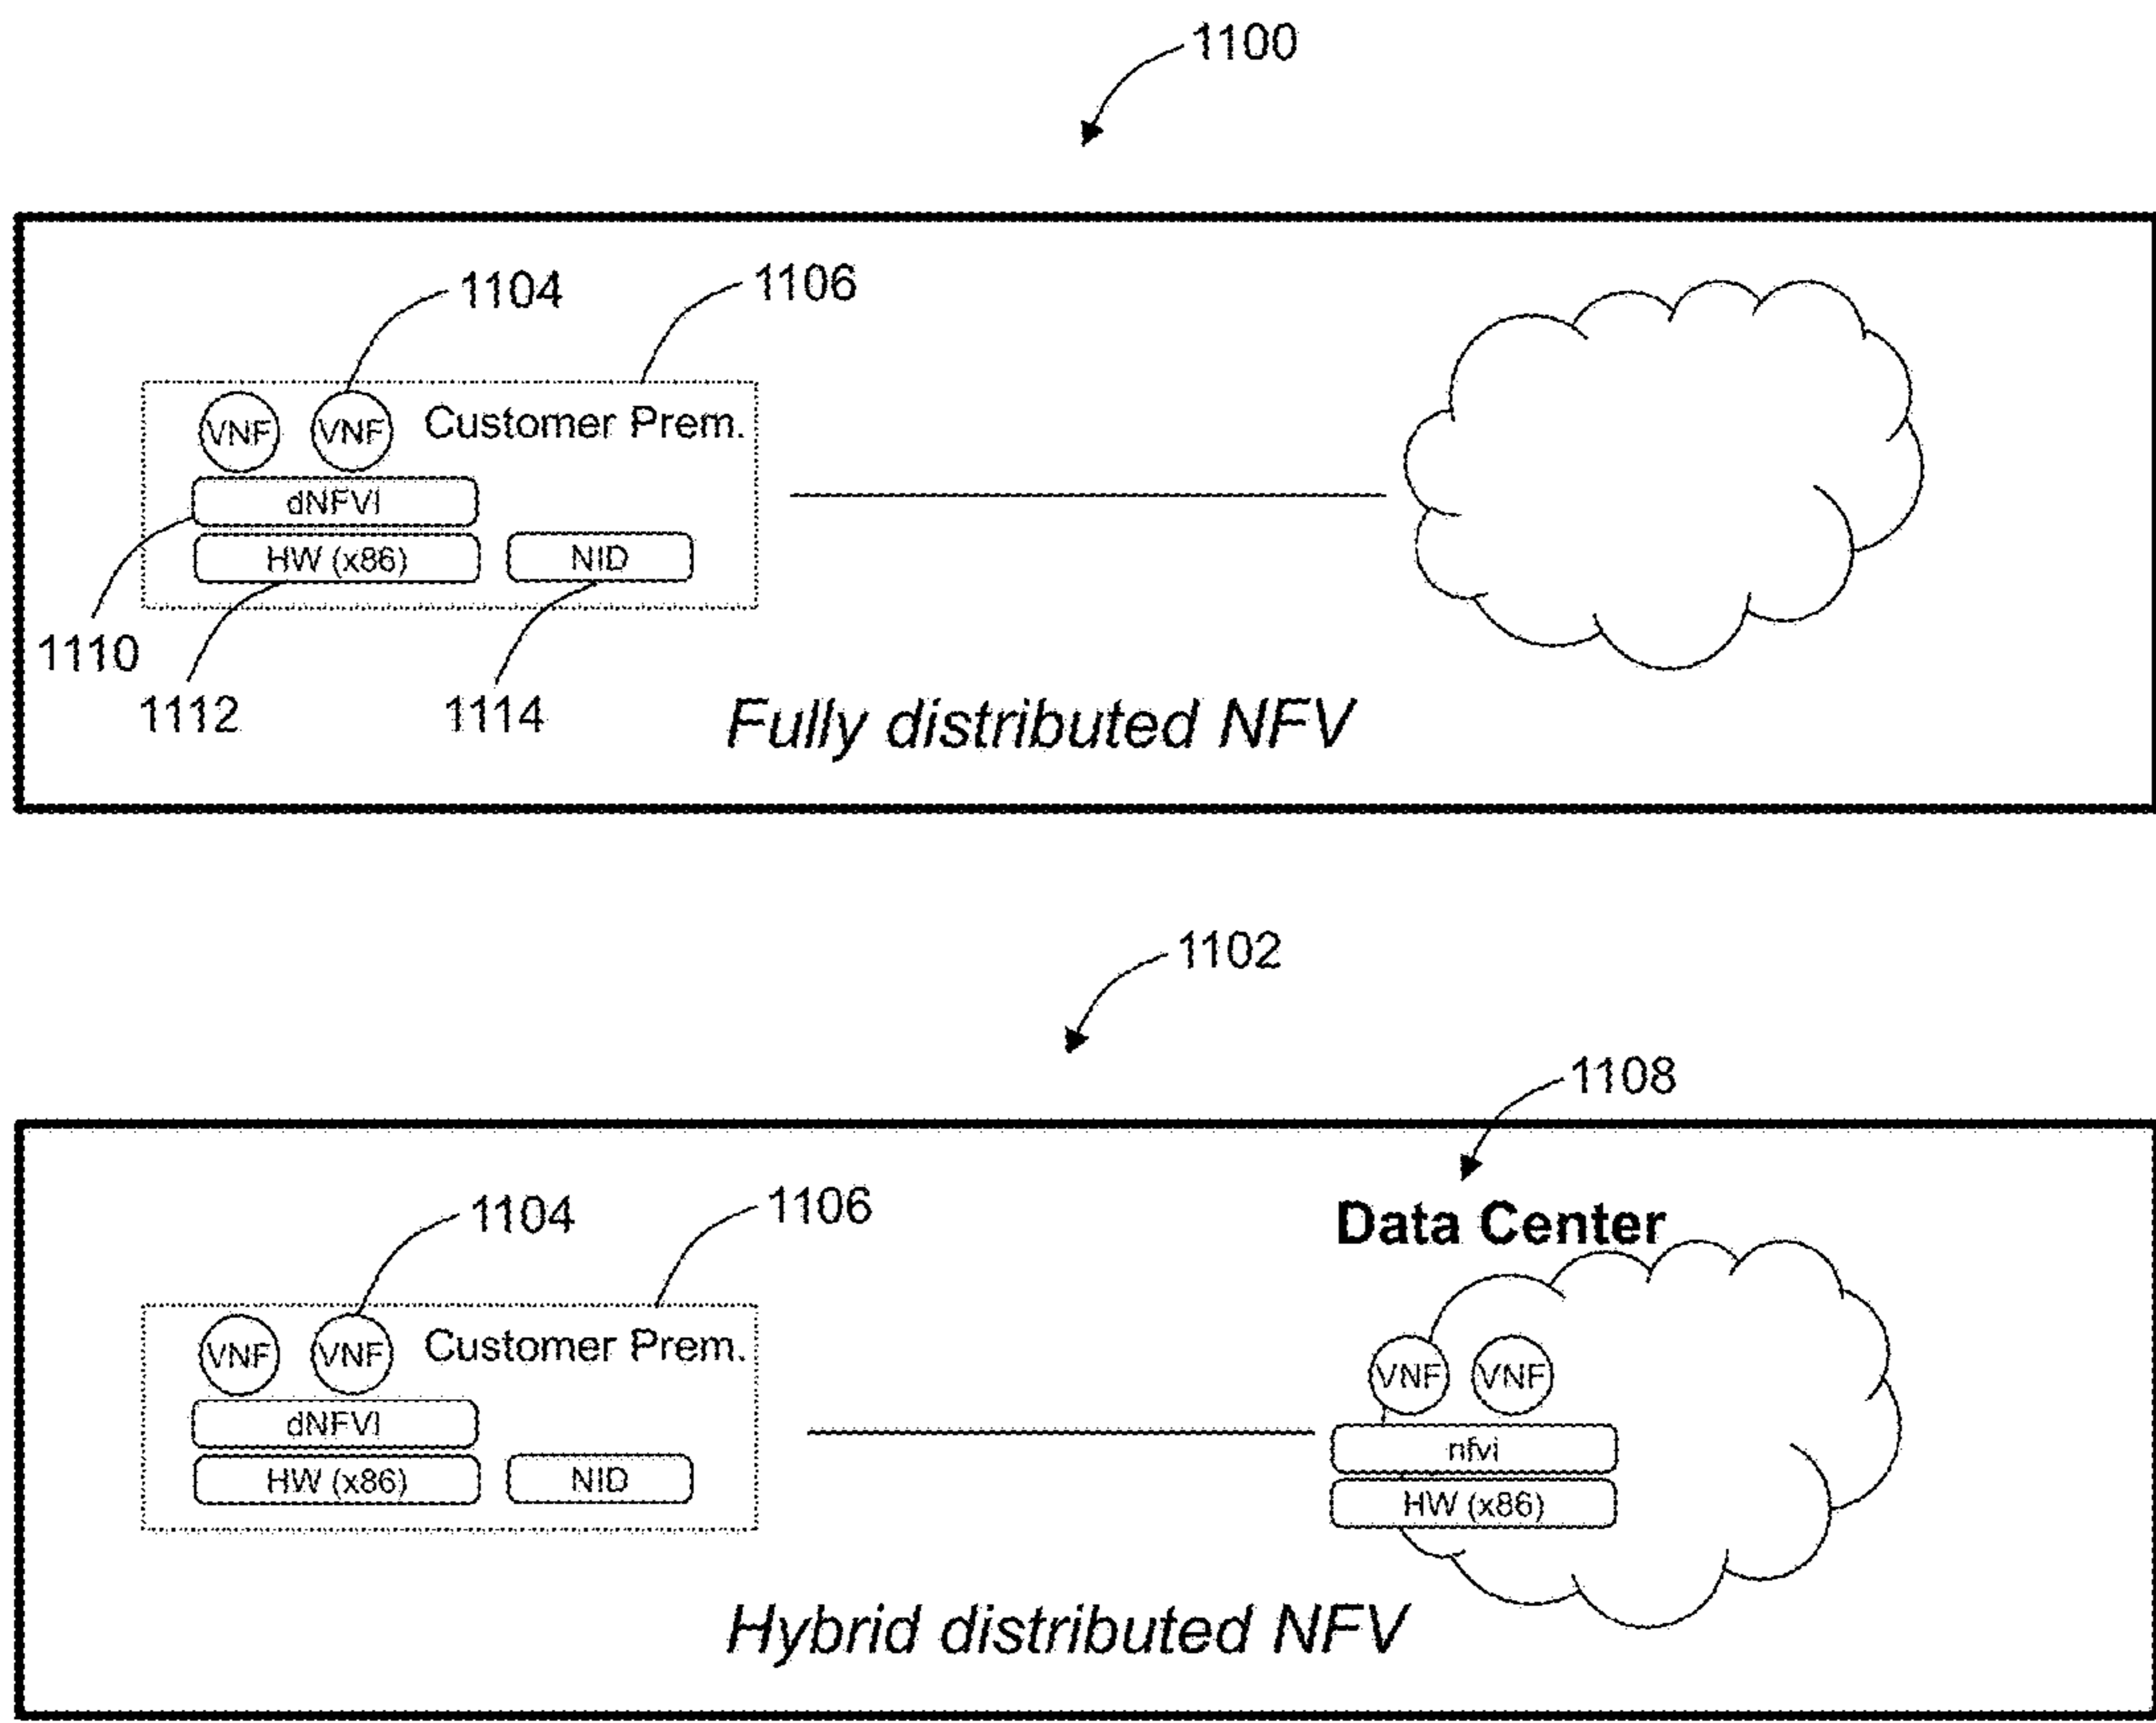 1100
1104
1106
VNF VNF Customer Prem.
dNFVI
HW (x86) NID
1110
1112 1114
Fully distributed NFV
1102
1108
1104 1106
Data Center
VNF VNF Customer Prem.
VNF VNF
dNFVI
nfvi
HW (x86) NID
HW (x86)
Hybrid distributed NFV